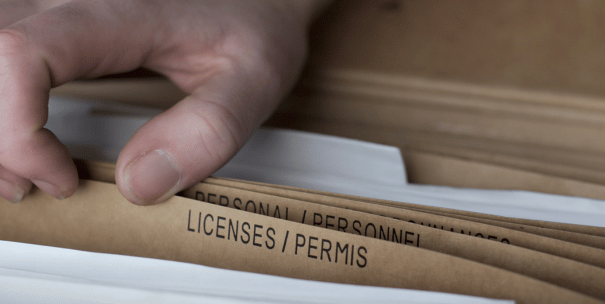 PERSONAL / PERSONNEL
LICENSES / PERMIS